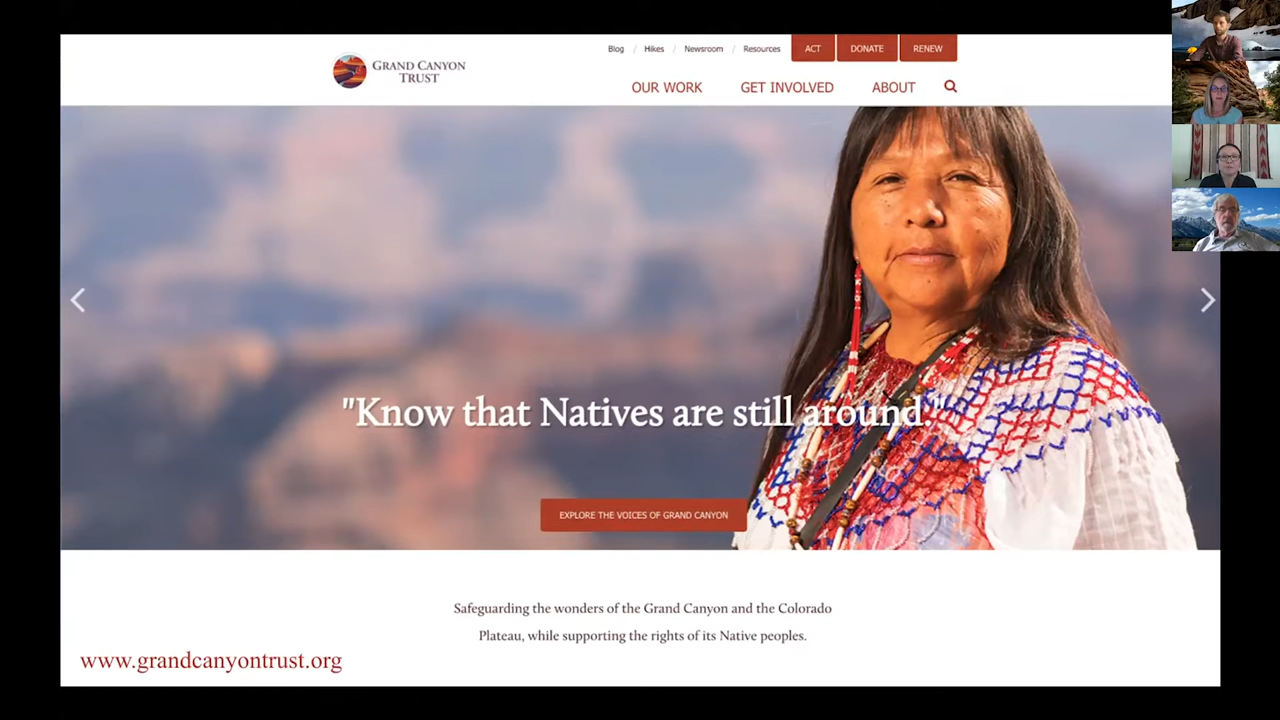 Blog / Hikes / Newsroom / Resources ACT DONATE RENEW
GRAND CANYON
TRUST
OUR WORK GET INVOLVED ABOUT
"Know that Natives are still around."
EXPLORE THE VOICES OF GRAND CANYON
Safeguarding the wonders of the Grand Canyon and the Colorado
Plateau, while supporting the rights of its Native peoples.
www.grandcanyontrust.org